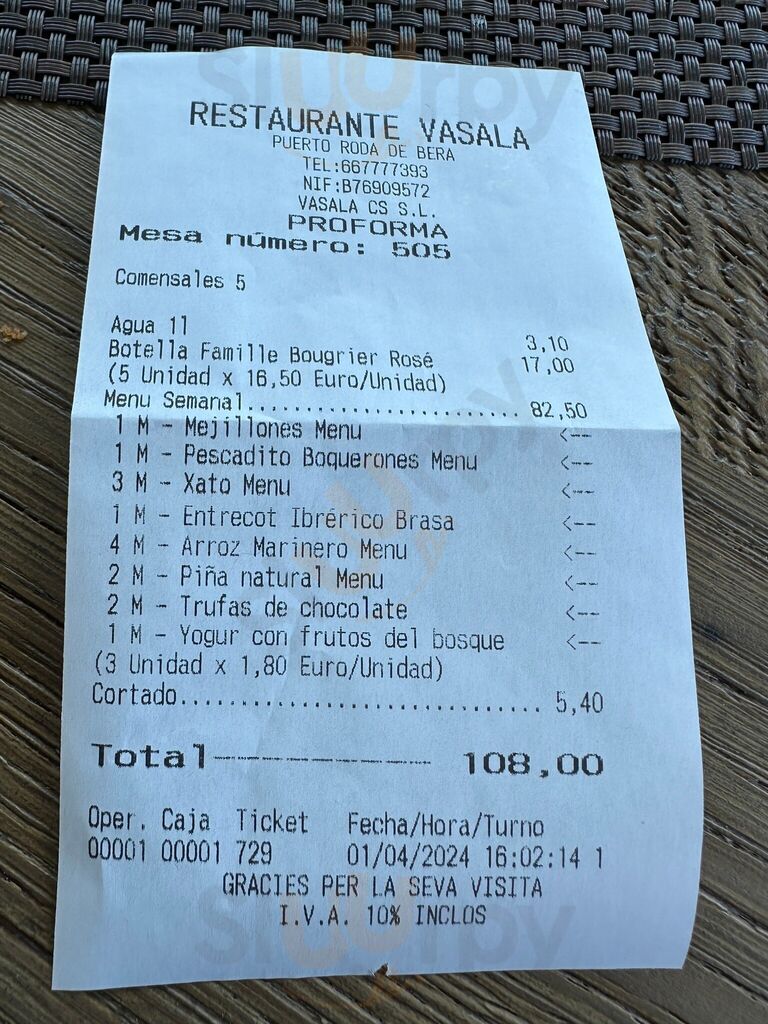 RESTAURANTE VASALA
PUERTO RODA DE BERA
TEL:667777393
NIF:B76909572
VASALA CS S.L.
PROFORMA
Mesa número: 505
Comensales 5
Agua 1l 3,10
Botella Famille Bougrier Rosé 17,00
(5 Unidad x 16,50 Euro/Unidad)
Menu Semanal......................... 82,50
1 M - Mejillones Menu <--
1 M - Pescadito Boquerones Menu <--
3 M - Xato Menu <--
1 M - Entrecot Ibrérico Brasa <--
4 M - Arroz Marinero Menu <--
2 M - Piña natural Menu <--
2 M - Trufas de chocolate <--
1 M - Yogur con frutos del bosque <--
(3 Unidad x 1,80 Euro/Unidad)
Cortado............................... 5,40
Total---------------- 108,00
Oper. Caja Ticket Fecha/Hora/Turno
00001 00001 729 01/04/2024 16:02:14 1
GRACIES PER LA SEVA VISITA
I.V.A. 10% INCLOS
sluurpy
sluurpy
sluurpy